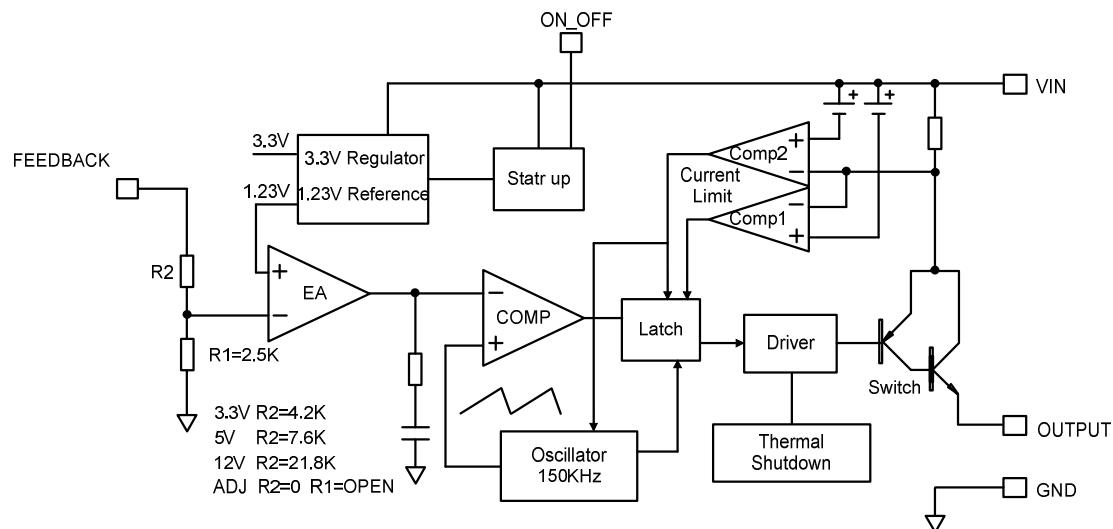 ON_OFF
VIN
FEEDBACK
3.3V
3.3V Regulator
1.23V
1.23V Reference
Statr up
+
+
+
Comp2
−
Current
Limit
−
Comp1
+
R2
+
EA
−
−
COMP
+
Latch
Driver
R1=2.5K
Switch
3.3V R2=4.2K
5V R2=7.6K
12V R2=21.8K
ADJ R2=0 R1=OPEN
Oscillator
150KHz
Thermal
Shutdown
OUTPUT
GND